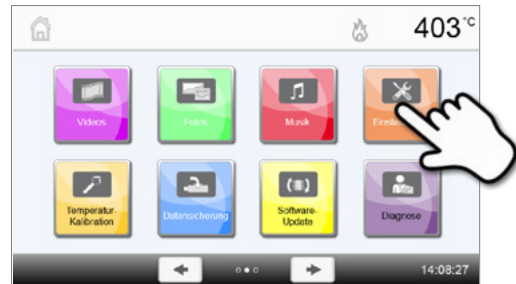 403 °C
Videos
Fotos
Musik
Temperatur-
Kalibration
Datensicherung
Software-
Update
Diagnose
14:08:27